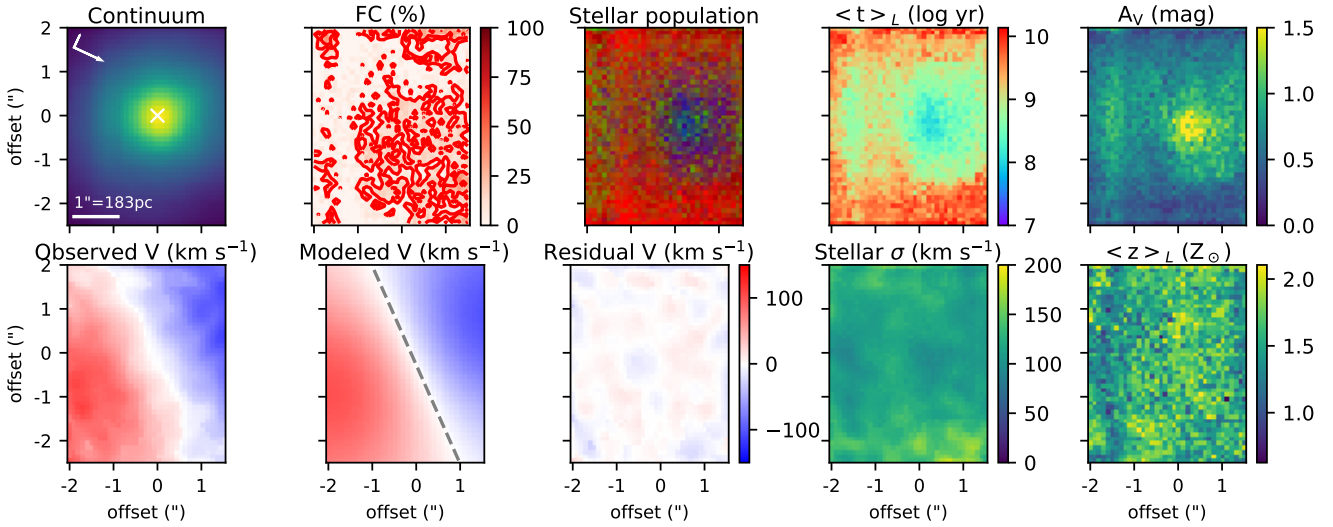 Continuum
FC (%)
Stellar population
< t >_L (log yr)
A_V (mag)
offset (")
2
1
0
-1
-2
1"=183pc
100
75
50
25
0
10
9
8
7
1.5
1.0
0.5
0.0
Observed V (km s⁻¹)
Modeled V (km s⁻¹)
Residual V (km s⁻¹)
Stellar σ (km s⁻¹)
< z >_L (Z_⊙)
offset (")
2
1
0
-1
-2
100
0
−100
200
150
100
50
0
2.0
1.5
1.0
-2 -1 0 1
-2 -1 0 1
-2 -1 0 1
-2 -1 0 1
-2 -1 0 1
offset (")
offset (")
offset (")
offset (")
offset (")